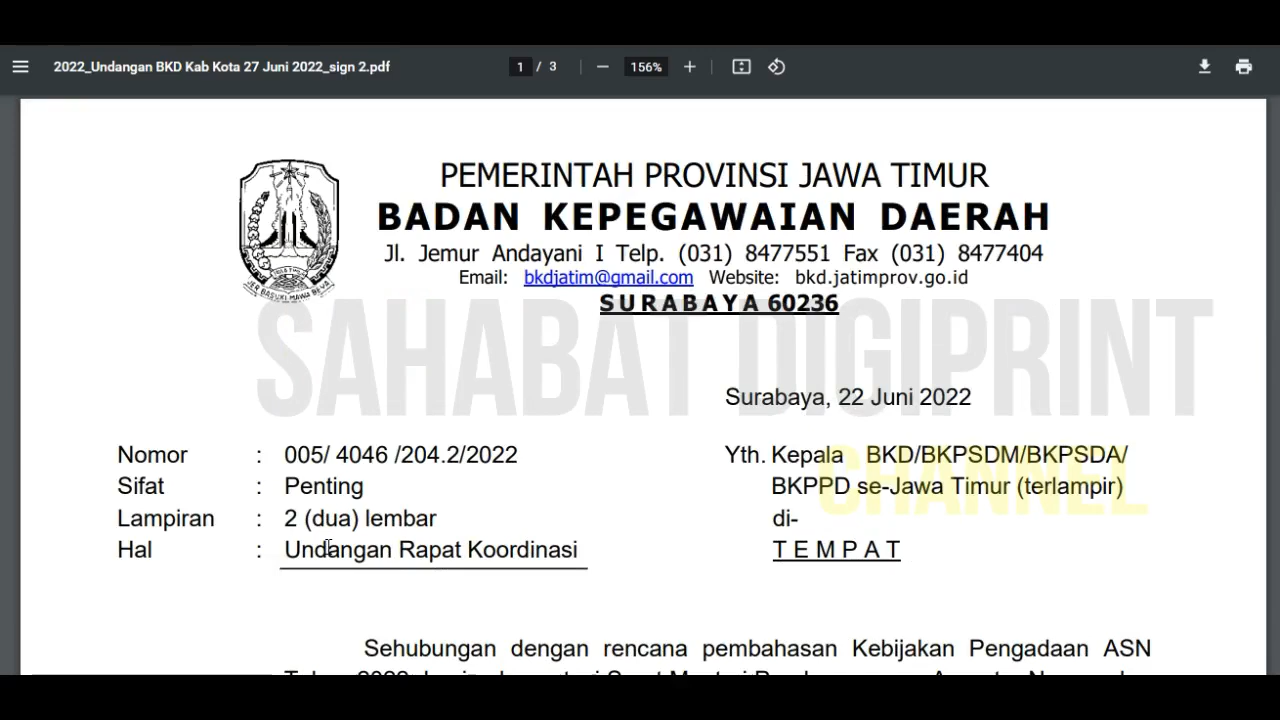 2022_Undangan BKD Kab Kota 27 Juni 2022_sign 2.pdf
1 / 3
156%
PEMERINTAH PROVINSI JAWA TIMUR
BADAN KEPEGAWAIAN DAERAH
Jl. Jemur Andayani I Telp. (031) 8477551 Fax (031) 8477404
Email: bkdjatim@gmail.com Website: bkd.jatimprov.go.id
SURABAYA 60236
SAHABAT DIGIPRINT
CHANNEL
Surabaya, 22 Juni 2022
Nomor : 005/ 4046 /204.2/2022
Sifat : Penting
Lampiran : 2 (dua) lembar
Hal : Undangan Rapat Koordinasi
Yth. Kepala BKD/BKPSDM/BKPSDA/
BKPPD se-Jawa Timur (terlampir)
di-
T E M P A T
Sehubungan dengan rencana pembahasan Kebijakan Pengadaan ASN